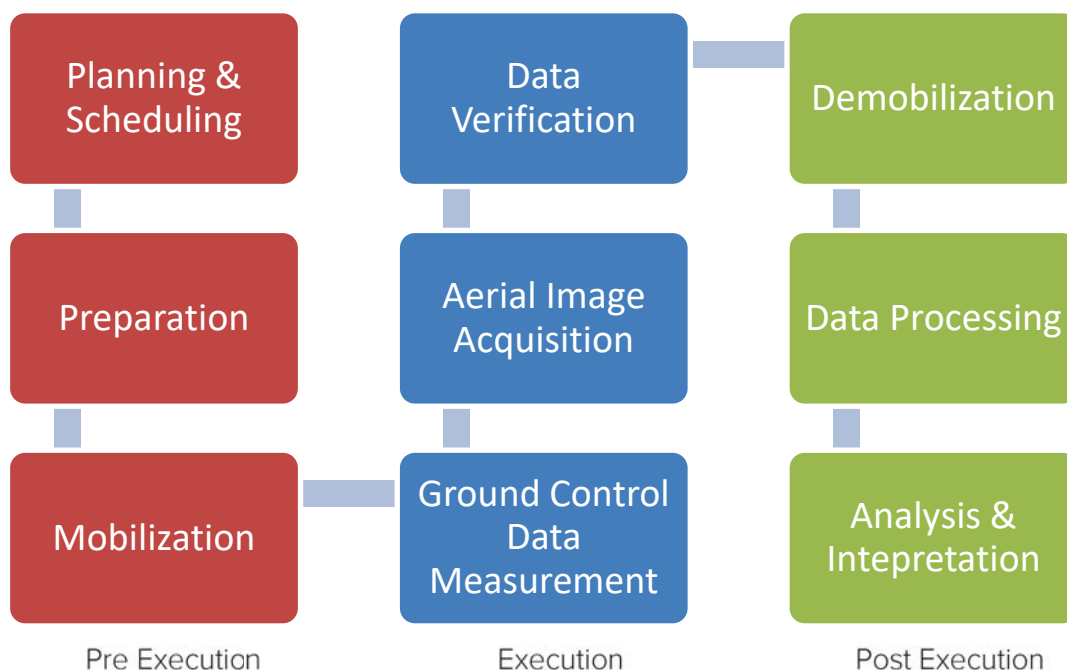 Planning &
Scheduling
Preparation
Mobilization
Ground Control
Data
Measurement
Aerial Image
Acquisition
Data
Verification
Demobilization
Data Processing
Analysis &
Intepretation
Pre Execution
Execution
Post Execution